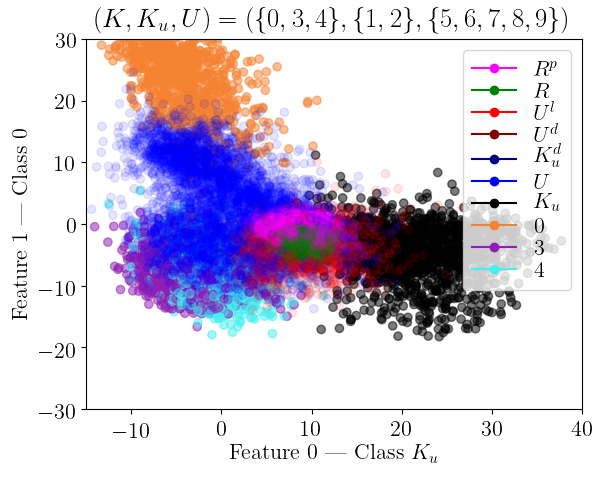 (K, K_u, U) = ({0, 3, 4}, {1, 2}, {5, 6, 7, 8, 9})
30
20
10
0
−10
−20
−30
Feature 1 — Class 0
−10
0
10
20
30
40
Feature 0 — Class K_u
R^p
R
U^l
U^d
K_u^d
U
K_u
0
3
4